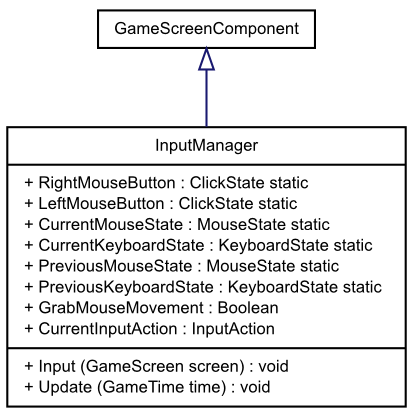 GameScreenComponent
InputManager
+ RightMouseButton : ClickState static
+ LeftMouseButton : ClickState static
+ CurrentMouseState : MouseState static
+ CurrentKeyboardState : KeyboardState static
+ PreviousMouseState : MouseState static
+ PreviousKeyboardState : KeyboardState static
+ GrabMouseMovement : Boolean
+ CurrentInputAction : InputAction
+ Input (GameScreen screen) : void
+ Update (GameTime time) : void